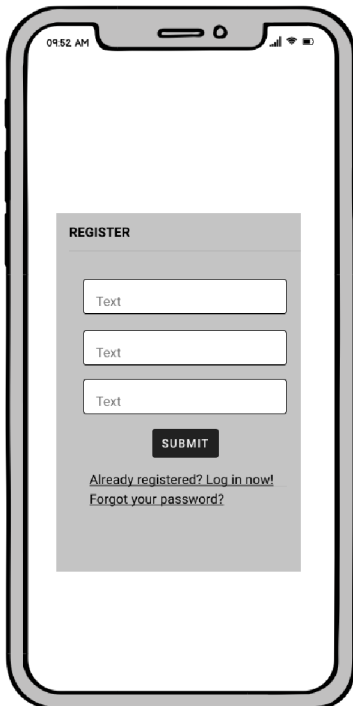 09:52 AM
REGISTER
Text
Text
Text
SUBMIT
Already registered? Log in now!
Forgot your password?